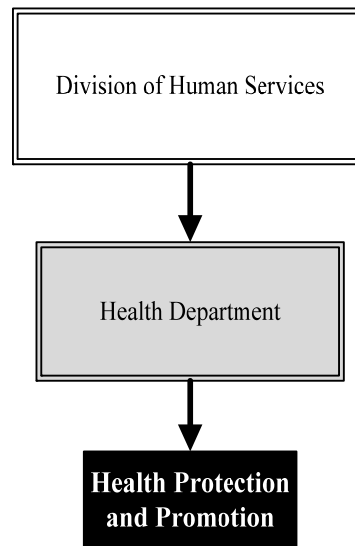 Division of Human Services
Health Department
Health Protection
and Promotion